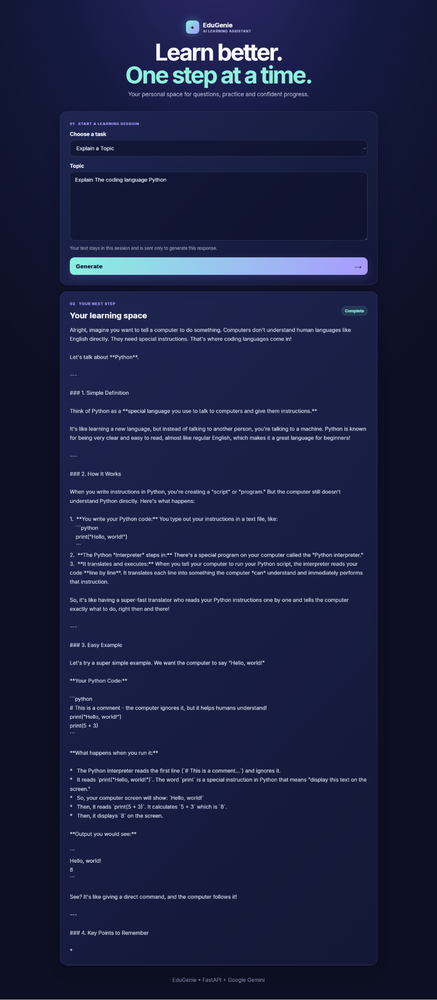 ✦
EduGenie
AI LEARNING ASSISTANT
Learn better.
One step at a time.
Your personal space for questions, practice and confident progress.
01 START A LEARNING SESSION
Choose a task
Explain a Topic
Topic
Explain The coding language Python
Your text stays in this session and is sent only to generate this response.
Generate →
02 YOUR NEXT STEP
Your learning space
Complete
Alright, imagine you want to tell a computer to do something. Computers don't understand human languages like
English directly. They need special instructions. That's where coding languages come in!
Let's talk about **Python**.
---
### 1. Simple Definition
Think of Python as a **special language you use to talk to computers and give them instructions.**
It's like learning a new language, but instead of talking to another person, you're talking to a machine. Python is known
for being very clear and easy to read, almost like regular English, which makes it a great language for beginners!
---
### 2. How It Works
When you write instructions in Python, you're creating a "script" or "program." But the computer still doesn't
understand Python directly. Here's what happens:
1.  **You write your Python code:** You type out your instructions in a text file, like:
```python
print("Hello, world!")
```
2.  **The Python "Interpreter" steps in:** There's a special program on your computer called the "Python interpreter."
3.  **It translates and executes:** When you tell your computer to run your Python script, the interpreter reads your
code **line by line**. It translates each line into something the computer *can* understand and immediately performs
that instruction.
So, it's like having a super-fast translator who reads your Python instructions one by one and tells the computer
exactly what to do, right then and there!
---
### 3. Easy Example
Let's try a super simple example. We want the computer to say "Hello, world!"
**Your Python Code:**
```python
# This is a comment - the computer ignores it, but it helps humans understand!
print("Hello, world!")
print(5 + 3)
```
**What happens when you run it:**
*   The Python interpreter reads the first line (`# This is a comment...`) and ignores it.
*   It reads `print("Hello, world!")`. The word `print` is a special instruction in Python that means "display this text on the
screen."
*   So, your computer screen will show: `Hello, world!`
*   Then, it reads `print(5 + 3)`. It calculates `5 + 3` which is `8`.
*   Then, it displays `8` on the screen.
**Output you would see:**
```
Hello, world!
8
```
See? It's like giving a direct command, and the computer follows it!
---
### 4. Key Points to Remember
*
EduGenie • FastAPI + Google Gemini